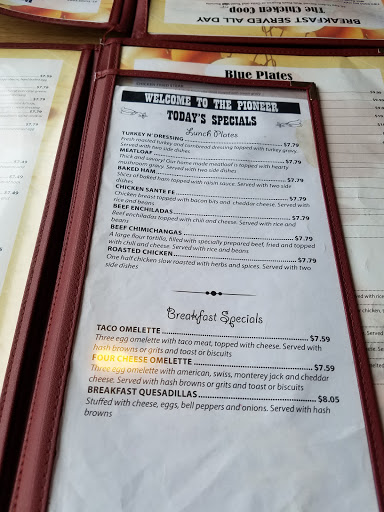 BREAKFAST SERVED ALL DAY
The Chicken Coop
Blue Plates
WELCOME TO THE PIONEER
TODAY'S SPECIALS
Lunch Plates
TURKEY N' DRESSING $7.79
Fresh roasted turkey and cornbread dressing topped with turkey gravy.
Served with two side dishes
MEATLOAF $7.79
Thick and savory! Our home made meatloaf is topped with hearty
mushroom gravy. Served with two side dishes
BAKED HAM $7.79
Slices of baked ham topped with raisin sauce. Served with two side
dishes
CHICKEN SANTE FE $7.79
Chicken breast topped with bacon bits and cheddar cheese. Served with
rice and beans
BEEF ENCHILADAS $7.79
Beef enchiladas topped with chili and cheese. Served with rice and
beans
BEEF CHIMICHANGAS $7.79
A large flour tortilla, filled with specially prepared beef, fried and topped
with chili and cheese. Served with rice and beans
ROASTED CHICKEN $7.79
One half chicken slow roasted with herbs and spices. Served with two
side dishes
Breakfast Specials
TACO OMELETTE $7.59
Three egg omelette with taco meat, topped with cheese. Served with
hash browns or grits and toast or biscuits
FOUR CHEESE OMELETTE $7.59
Three egg omelette with american, swiss, monterey jack and cheddar
cheese. Served with hash browns or grits and toast or biscuits
BREAKFAST QUESADILLAS $8.05
Stuffed with cheese, eggs, bell peppers and onions. Served with hash
browns